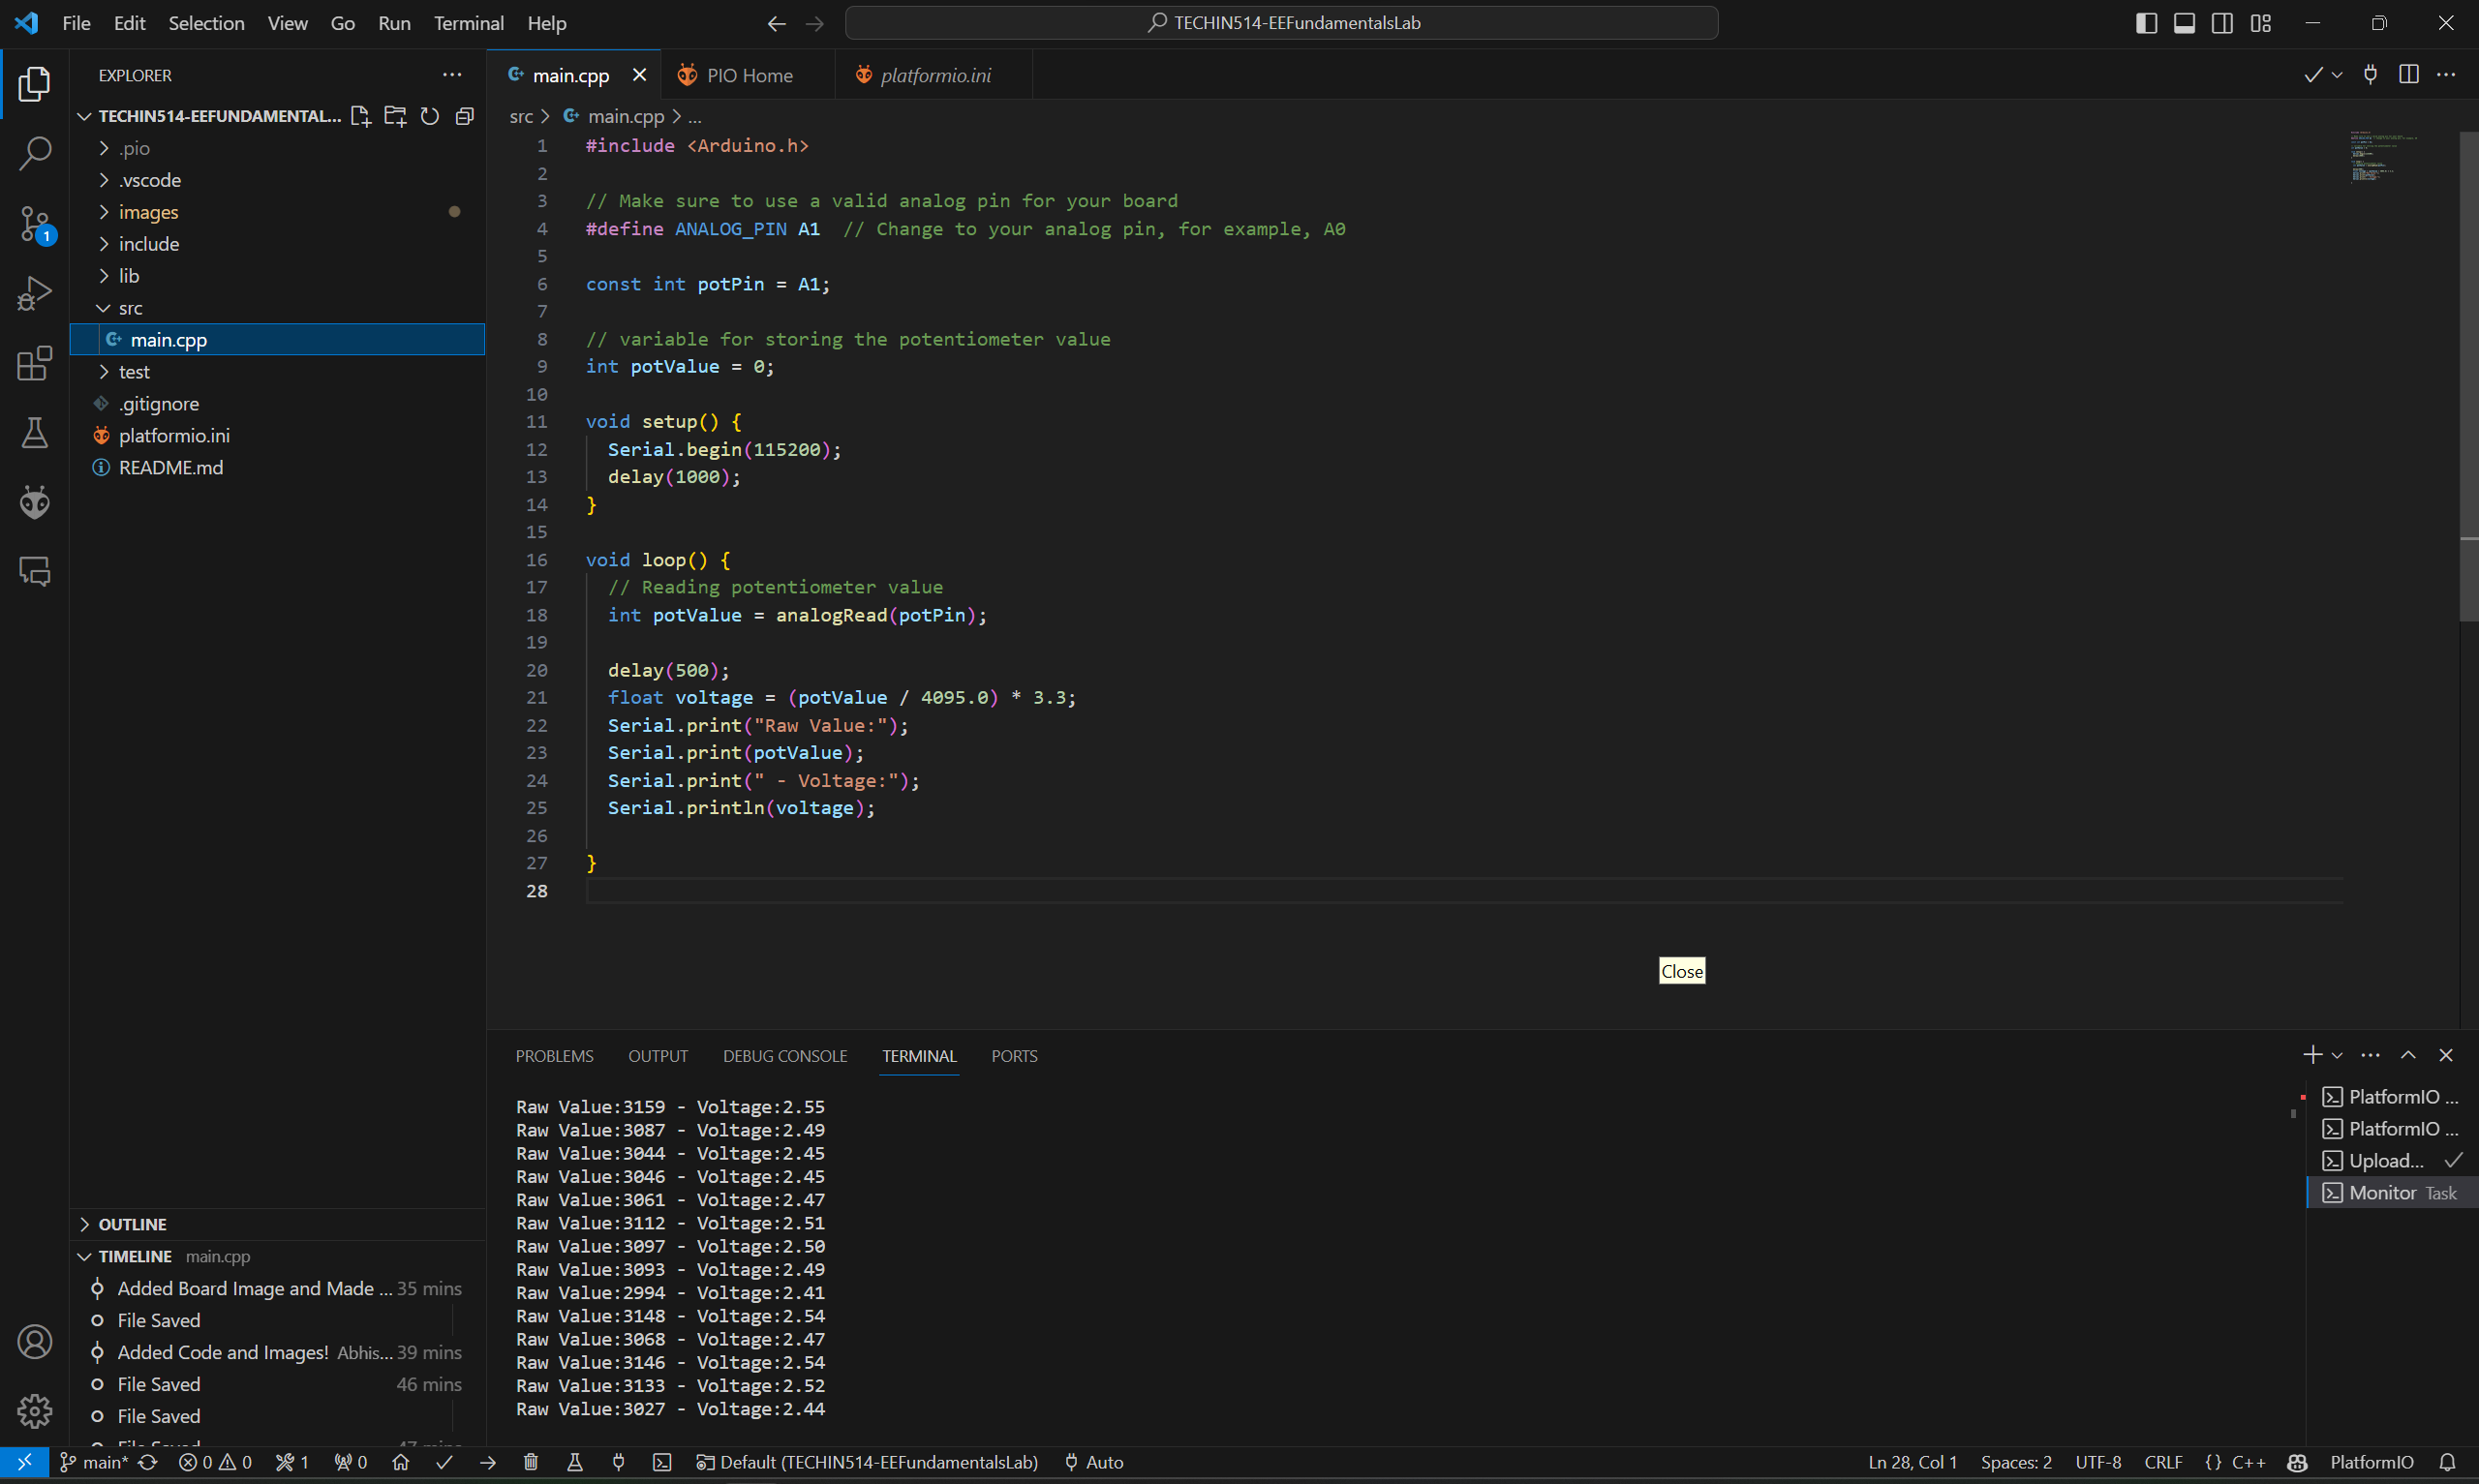 File Edit Selection View Go Run Terminal Help
TECHIN514-EEFundamentalsLab
EXPLORER
main.cpp
PIO Home
platformio.ini
TECHIN514-EEFUNDAMENTAL...
src > main.cpp > ...
.pio
.vscode
images
include
lib
src
main.cpp
test
.gitignore
platformio.ini
README.md
1 #include <Arduino.h>
2
3 // Make sure to use a valid analog pin for your board
4 #define ANALOG_PIN A1  // Change to your analog pin, for example, A0
5
6 const int potPin = A1;
7
8 // variable for storing the potentiometer value
9 int potValue = 0;
10
11 void setup() {
12   Serial.begin(115200);
13   delay(1000);
14 }
15
16 void loop() {
17   // Reading potentiometer value
18   int potValue = analogRead(potPin);
19
20   delay(500);
21   float voltage = (potValue / 4095.0) * 3.3;
22   Serial.print("Raw Value:");
23   Serial.print(potValue);
24   Serial.print(" - Voltage:");
25   Serial.println(voltage);
26
27 }
28
Close
PROBLEMS OUTPUT DEBUG CONSOLE TERMINAL PORTS
Raw Value:3159 - Voltage:2.55
Raw Value:3087 - Voltage:2.49
Raw Value:3044 - Voltage:2.45
Raw Value:3046 - Voltage:2.45
Raw Value:3061 - Voltage:2.47
Raw Value:3112 - Voltage:2.51
Raw Value:3097 - Voltage:2.50
Raw Value:3093 - Voltage:2.49
Raw Value:2994 - Voltage:2.41
Raw Value:3148 - Voltage:2.54
Raw Value:3068 - Voltage:2.47
Raw Value:3146 - Voltage:2.54
Raw Value:3133 - Voltage:2.52
Raw Value:3027 - Voltage:2.44
PlatformIO ...
PlatformIO ...
Upload...
Monitor Task
OUTLINE
TIMELINE main.cpp
Added Board Image and Made ... 35 mins
File Saved
Added Code and Images! Abhis... 39 mins
File Saved 46 mins
File Saved
main* 0 0 1 0 Default (TECHIN514-EEFundamentalsLab) Auto
Ln 28, Col 1 Spaces: 2 UTF-8 CRLF {} C++ PlatformIO